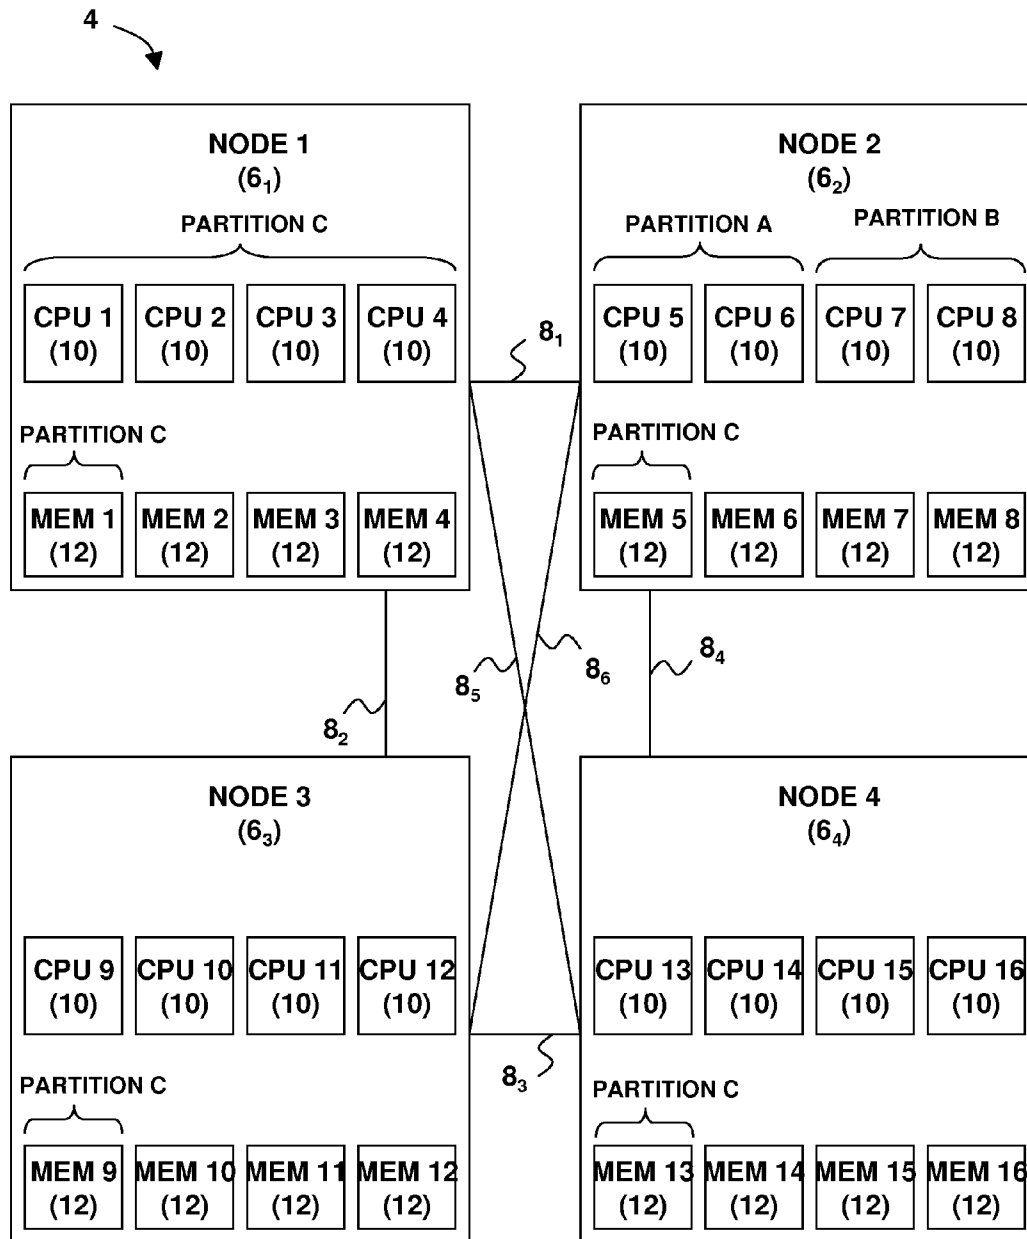 4
NODE 1
(6₁)
PARTITION C
CPU 1
(10)
CPU 2
(10)
CPU 3
(10)
CPU 4
(10)
PARTITION C
MEM 1
(12)
MEM 2
(12)
MEM 3
(12)
MEM 4
(12)
NODE 2
(6₂)
PARTITION A
PARTITION B
CPU 5
(10)
CPU 6
(10)
CPU 7
(10)
CPU 8
(10)
PARTITION C
MEM 5
(12)
MEM 6
(12)
MEM 7
(12)
MEM 8
(12)
8₁
8₅
8₆
8₄
8₂
NODE 3
(6₃)
CPU 9
(10)
CPU 10
(10)
CPU 11
(10)
CPU 12
(10)
PARTITION C
MEM 9
(12)
MEM 10
(12)
MEM 11
(12)
MEM 12
(12)
8₃
NODE 4
(6₄)
CPU 13
(10)
CPU 14
(10)
CPU 15
(10)
CPU 16
(10)
PARTITION C
MEM 13
(12)
MEM 14
(12)
MEM 15
(12)
MEM 16
(12)